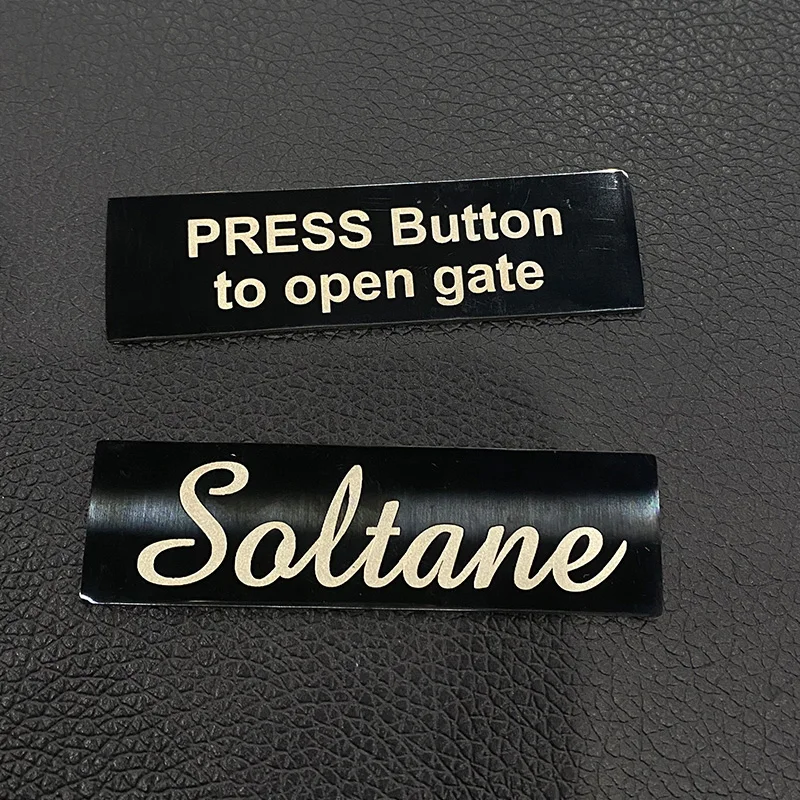 PRESS Button
to open gate
Soltane